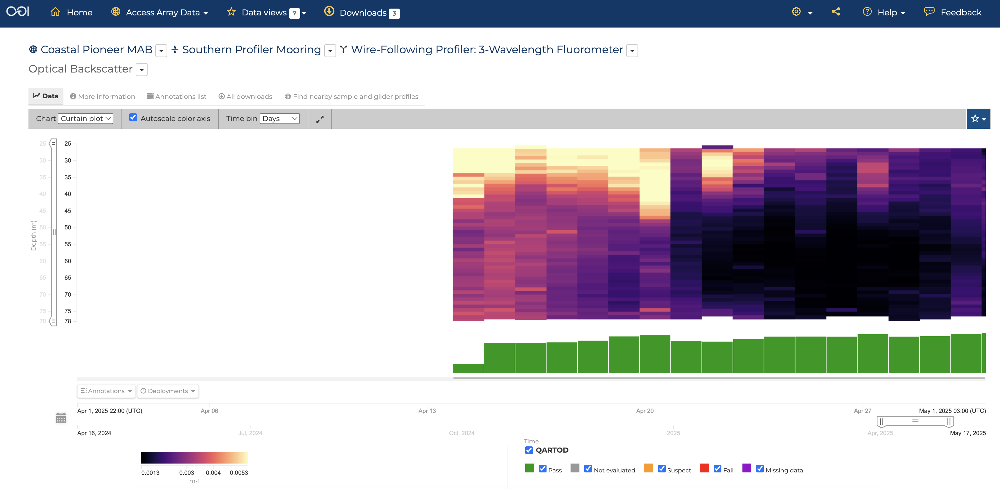 OOI Home Access Array Data Data views 7 Downloads 3 Help Feedback
Coastal Pioneer MAB Southern Profiler Mooring Wire-Following Profiler: 3-Wavelength Fluorometer
Optical Backscatter
Data More information Annotations list All downloads Find nearby sample and glider profiles
Chart Curtain plot Autoscale color axis Time bin Days
Depth (m)
25 25
30 30
35 35
40 40
45 45
50 50
55 55
60 60
65 65
70 70
75 75
78 78
Annotations Deployments
Apr 1, 2025 22:00 (UTC) Apr 06 Apr 13 Apr 20 Apr 27 May 1, 2025 03:00 (UTC)
Apr 16, 2024 Jul, 2024 Oct, 2024 2025 Apr, 2025 May 17, 2025
Time
QARTOD
Pass Not evaluated Suspect Fail Missing data
0.0013 0.003 0.004 0.0053
m-1